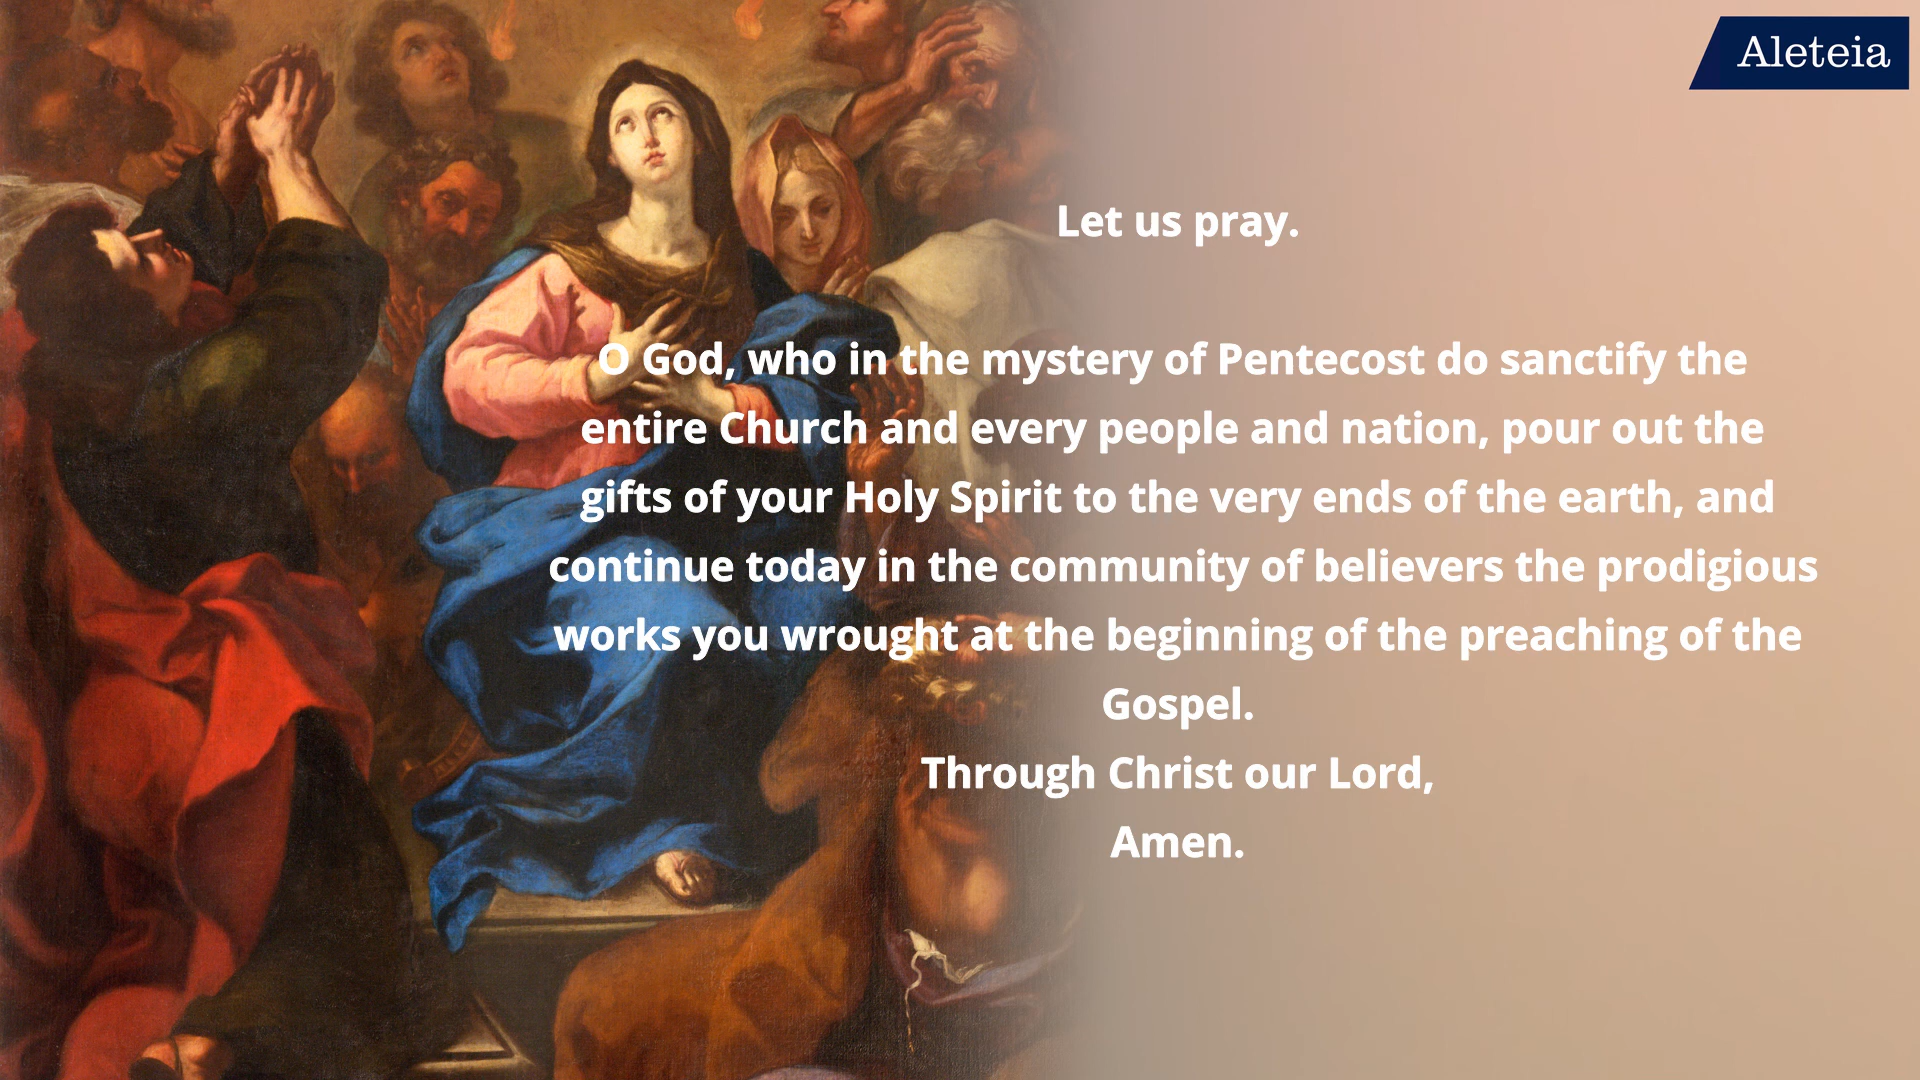 Aleteia
Let us pray.
O God, who in the mystery of Pentecost do sanctify the
entire Church and every people and nation, pour out the
gifts of your Holy Spirit to the very ends of the earth, and
continue today in the community of believers the prodigious
works you wrought at the beginning of the preaching of the
Gospel.
Through Christ our Lord,
Amen.